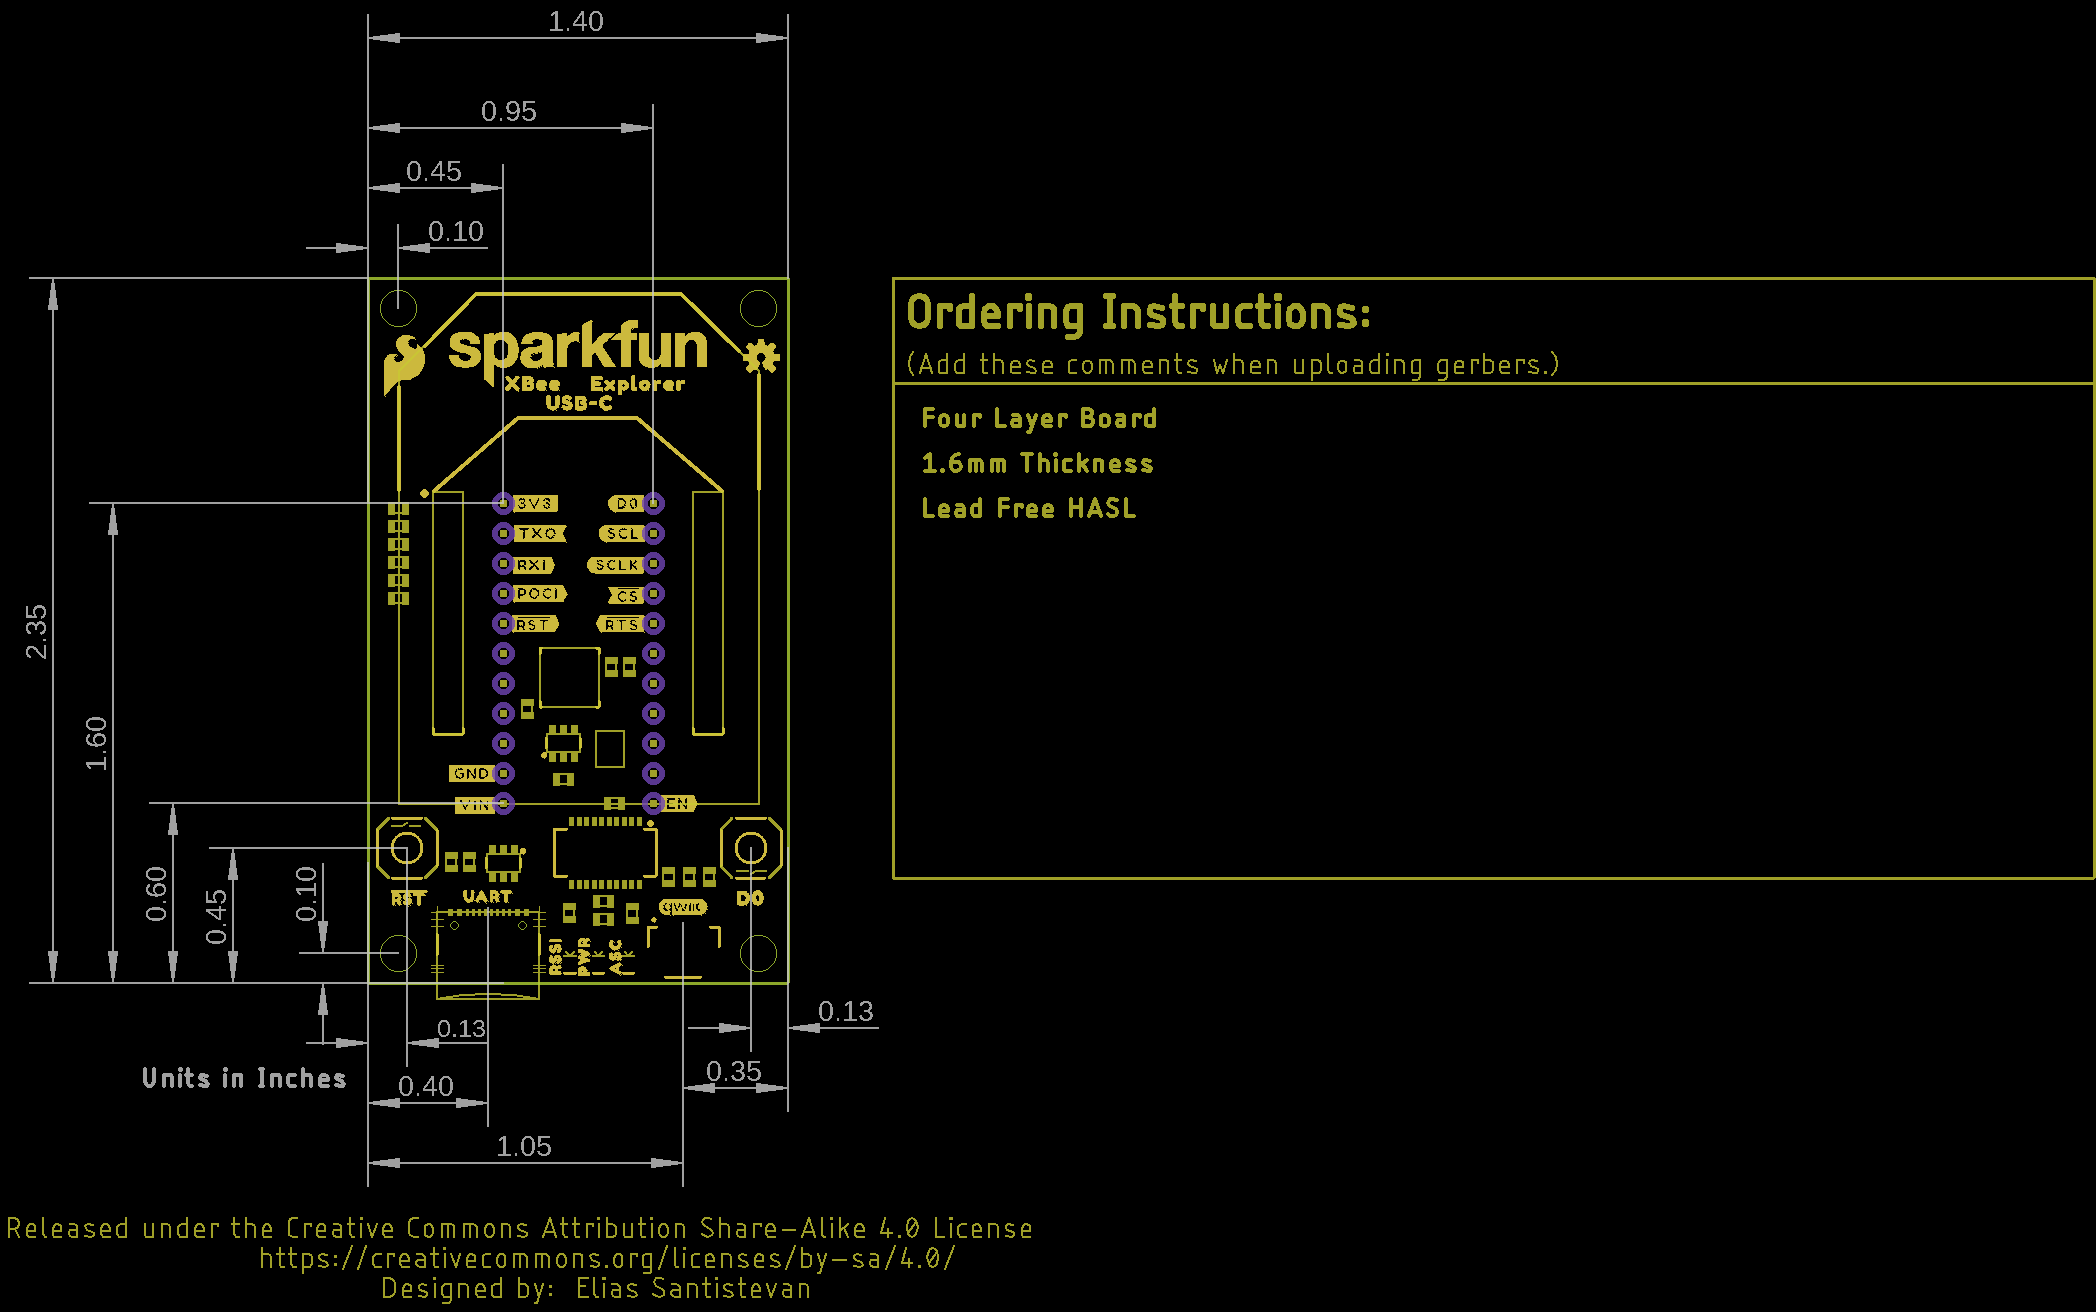 1.40
0.95
0.45
0.10
sparkfun
XBee Explorer
USB-C
Ordering Instructions:
(Add these comments when uploading gerbers.)
Four Layer Board
1.6mm Thickness
Lead Free HASL
3V3 D0
TXO SCL
RXI SCLK
POCI CS
RST RTS
2.35
1.60
GND
VIN EN
0.60
0.45
0.10
RST UART QWIIC D0
RSSI
PWR
ASC
0.13
0.13
Units in Inches
0.40
0.35
1.05
Released under the Creative Commons Attribution Share-Alike 4.0 License
https://creativecommons.org/licenses/by-sa/4.0/
Designed by: Elias Santistevan